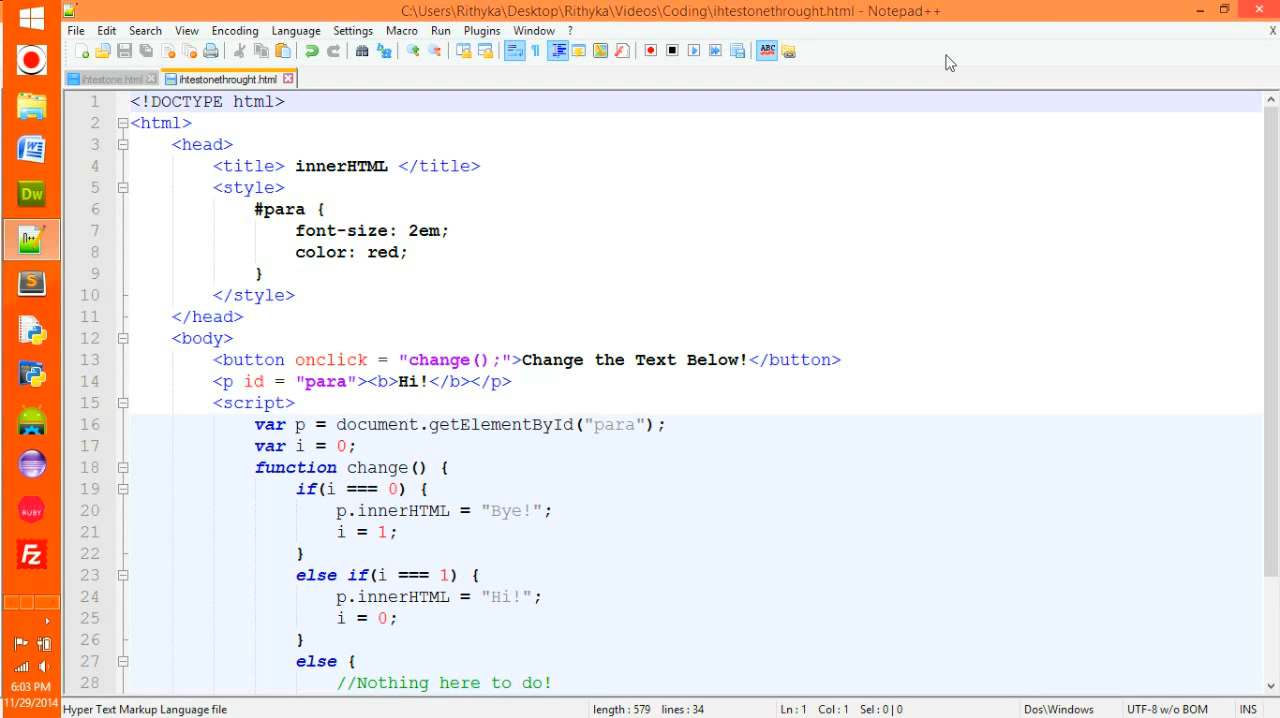 C:\Users\Rithyka\Desktop\Rithyka\Videos\Coding\ihtestonethrought.html - Notepad++
File Edit Search View Encoding Language Settings Macro Run Plugins Window ?
X
ABC
ihtestone.html
ihtestonethrought.html
1 <!DOCTYPE html>
2 <html>
3 <head>
4 <title> innerHTML </title>
5 <style>
6 #para {
7 font-size: 2em;
8 color: red;
9 }
10 </style>
11 </head>
12 <body>
13 <button onclick = "change();">Change the Text Below!</button>
14 <p id = "para"><b>Hi!</b></p>
15 <script>
16 var p = document.getElementById("para");
17 var i = 0;
18 function change() {
19 if(i === 0) {
20 p.innerHTML = "Bye!";
21 i = 1;
22 }
23 else if(i === 1) {
24 p.innerHTML = "Hi!";
25 i = 0;
26 }
27 else {
28 //Nothing here to do!
Dw
S
RUBY
FZ
6:03 PM
11/29/2014
Hyper Text Markup Language file length : 579 lines : 34 Ln : 1 Col : 1 Sel : 0 | 0 Dos\Windows UTF-8 w/o BOM INS